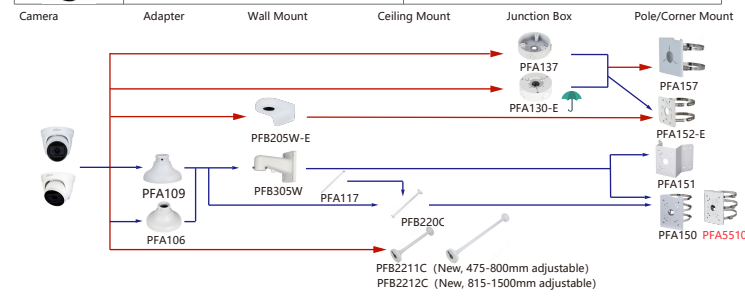 Camera Adapter Wall Mount Ceiling Mount Junction Box Pole/Corner Mount
PFA137
PFA157
PFA130-E
PFB205W-E
PFA152-E
PFA109
PFB305W
PFA117
PFA151
PFB220C
PFA106
PFA150 PFA5510
PFB2211C (New, 475-800mm adjustable)
PFB2212C (New, 815-1500mm adjustable)